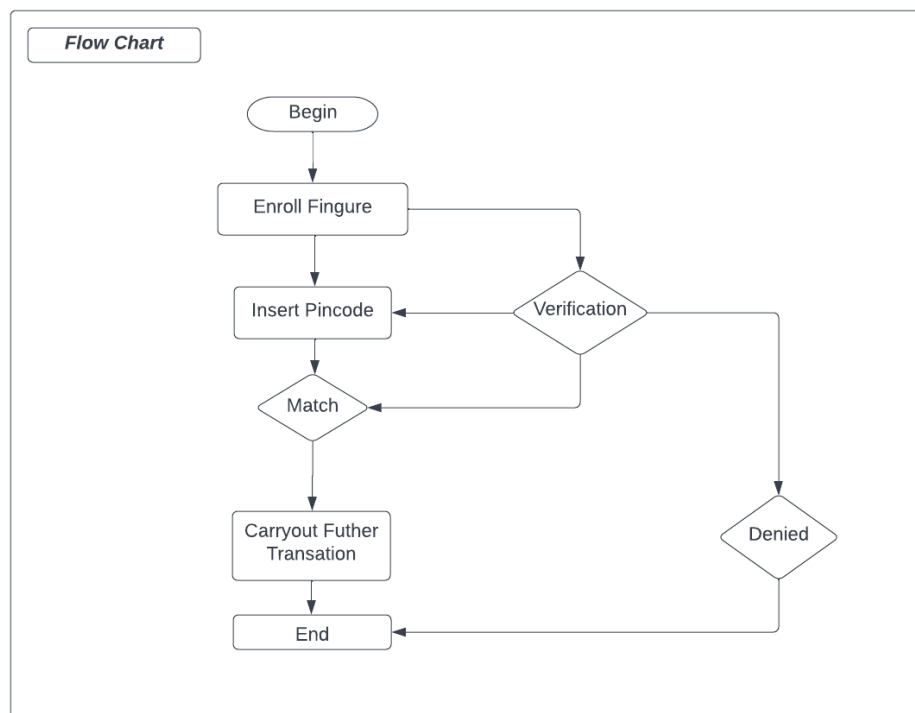 Flow Chart
Begin
Enroll Fingure
Insert Pincode
Verification
Match
Carryout Futher
Transation
Denied
End